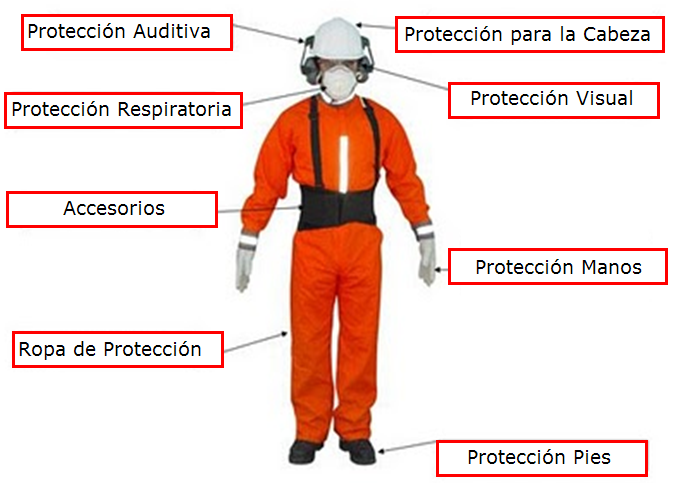 Protección Auditiva
Protección para la Cabeza
Protección Visual
Protección Respiratoria
Accesorios
Protección Manos
Ropa de Protección
Protección Pies